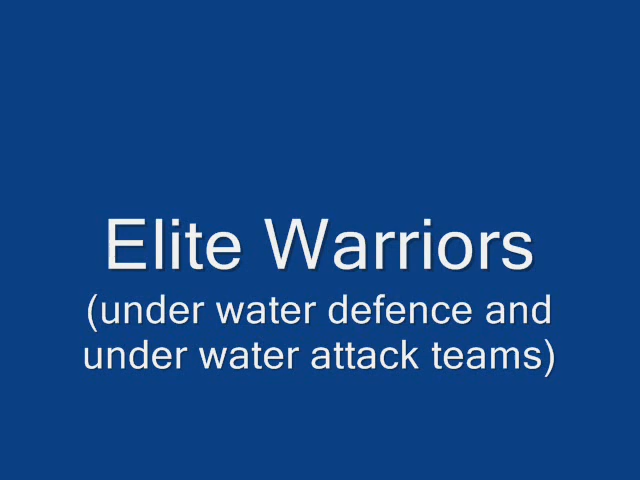 Elite Warriors
(under water defence and
under water attack teams)